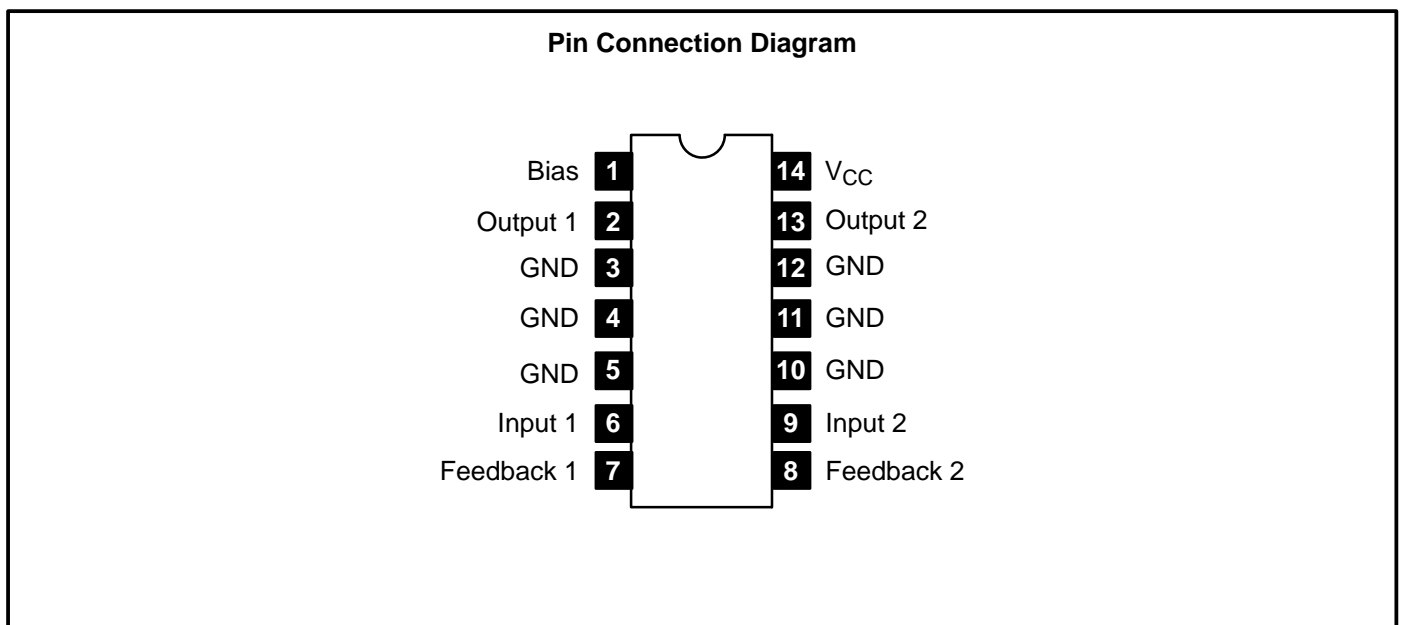 Pin Connection Diagram
Bias 1 14 VCC
Output 1 2 13 Output 2
GND 3 12 GND
GND 4 11 GND
GND 5 10 GND
Input 1 6 9 Input 2
Feedback 1 7 8 Feedback 2